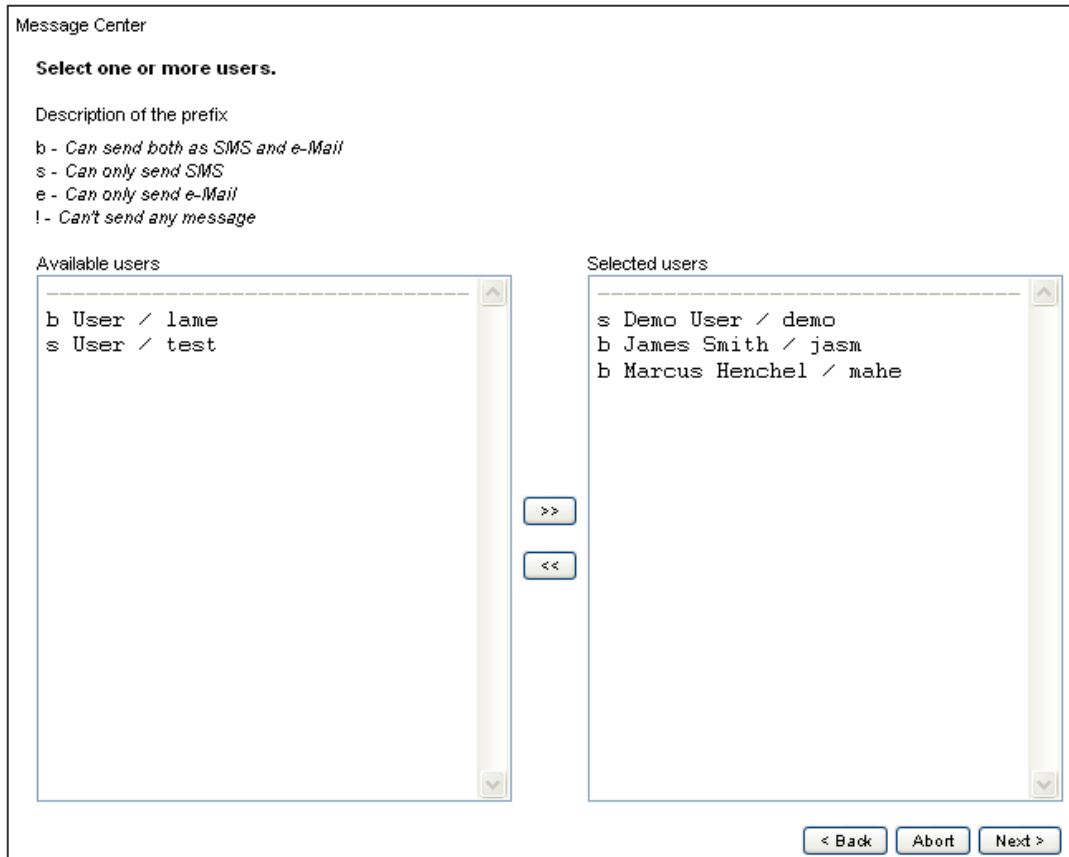 Message Center
Select one or more users.
Description of the prefix
b - Can send both as SMS and e-Mail
s - Can only send SMS
e - Can only send e-Mail
! - Can't send any message
Available users
--------------------------------
b User / lame
s User / test
Selected users
--------------------------------
s Demo User / demo
b James Smith / jasm
b Marcus Henchel / mahe
>>
<<
< Back Abort Next >